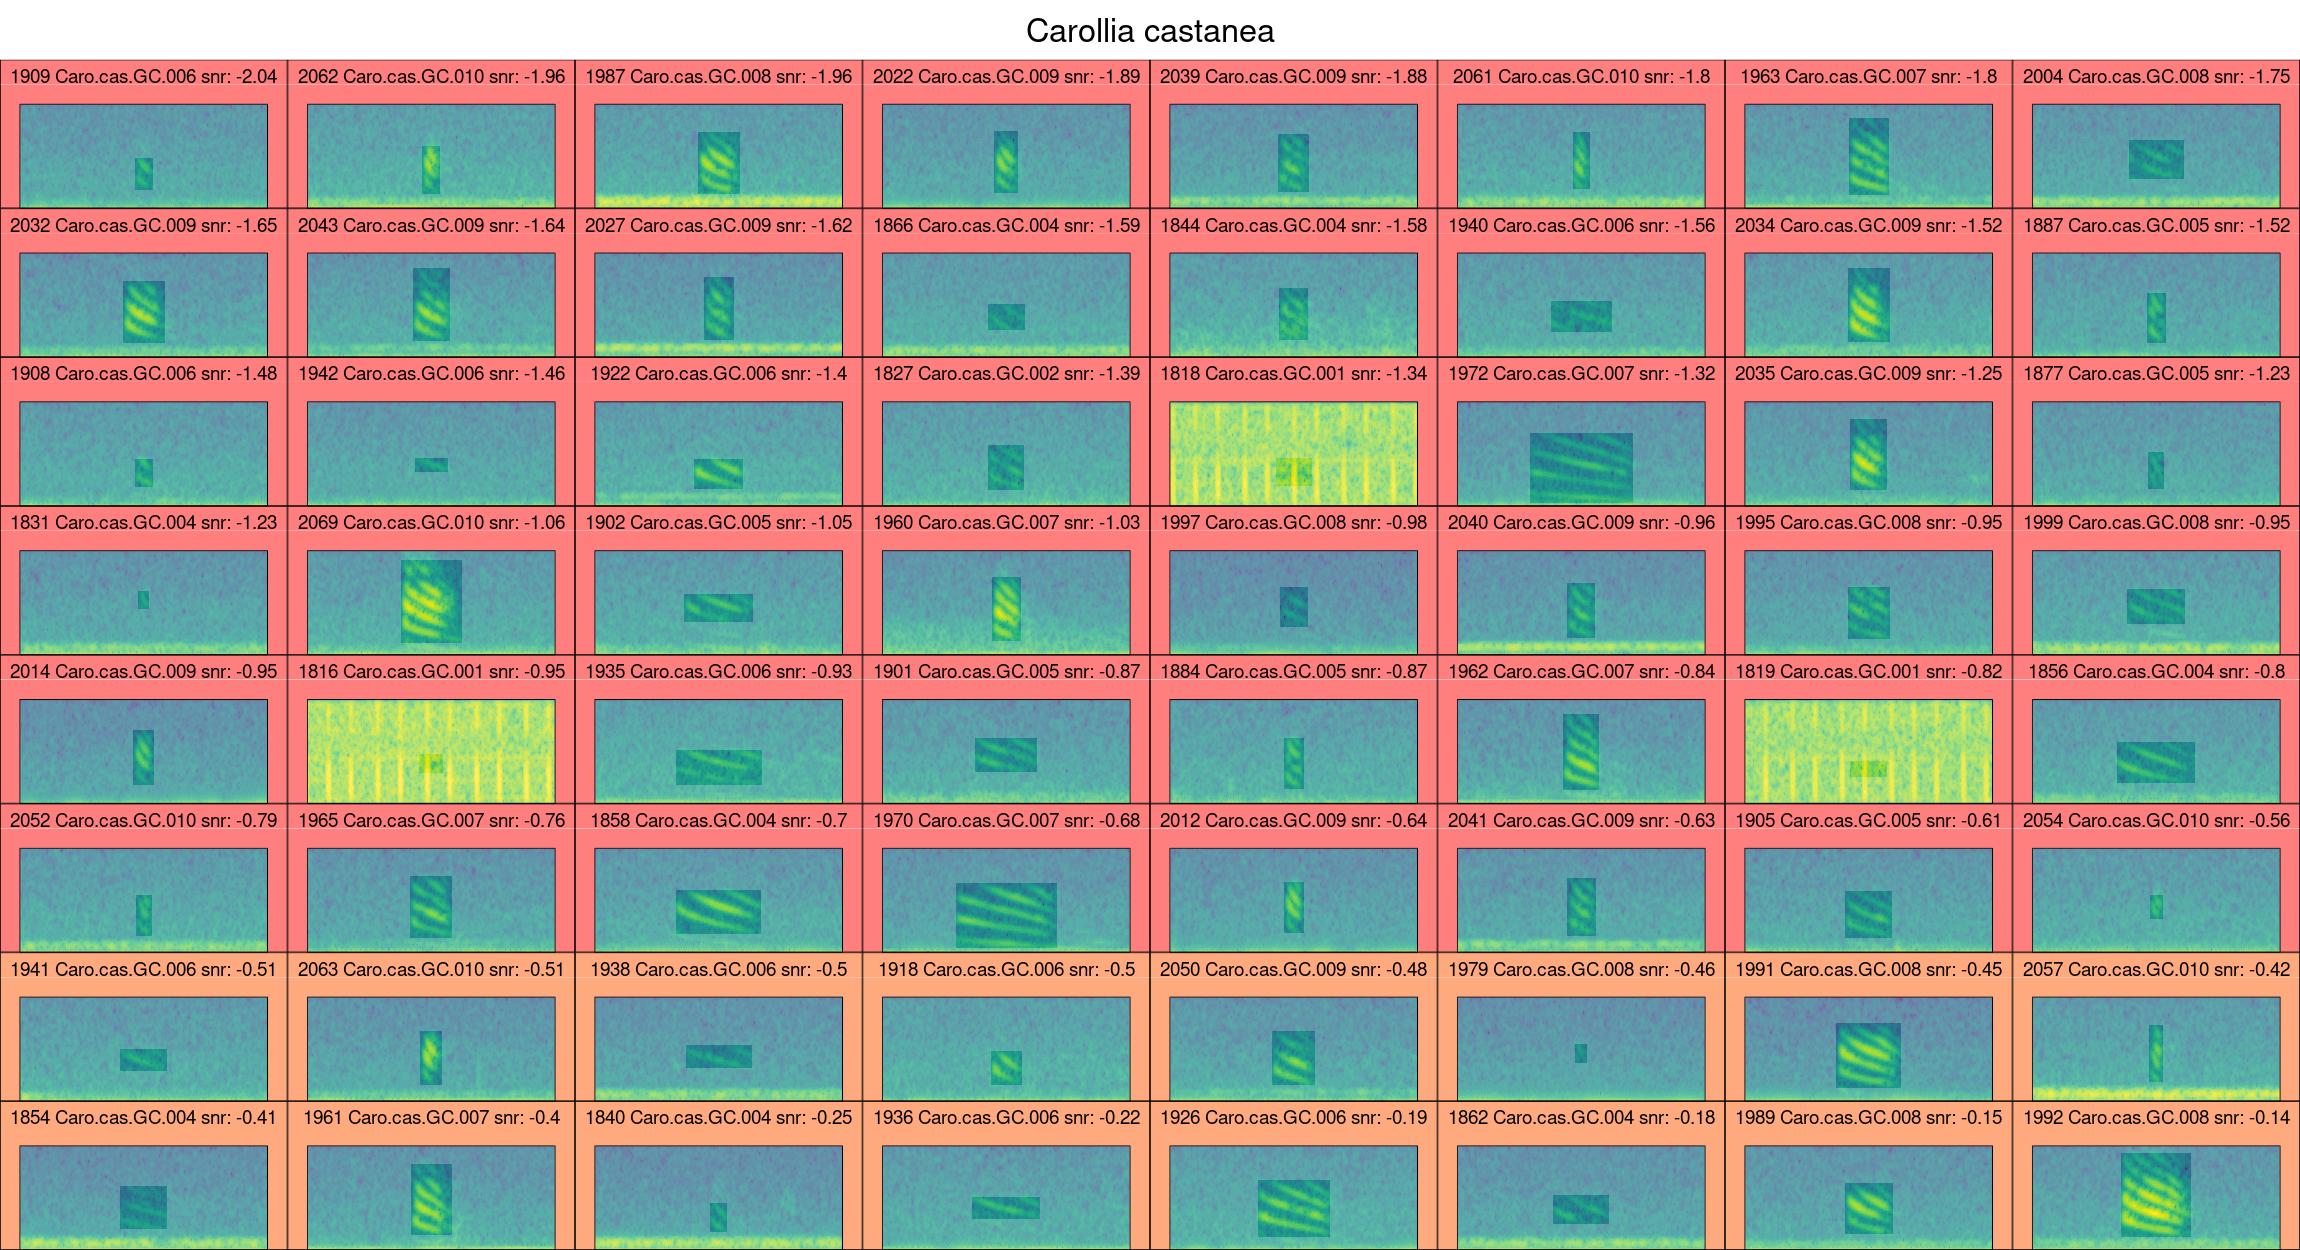 Carollia castanea
1909 Caro.cas.GC.006 snr: -2.04
2062 Caro.cas.GC.010 snr: -1.96
1987 Caro.cas.GC.008 snr: -1.96
2022 Caro.cas.GC.009 snr: -1.89
2039 Caro.cas.GC.009 snr: -1.88
2061 Caro.cas.GC.010 snr: -1.8
1963 Caro.cas.GC.007 snr: -1.8
2004 Caro.cas.GC.008 snr: -1.75
2032 Caro.cas.GC.009 snr: -1.65
2043 Caro.cas.GC.009 snr: -1.64
2027 Caro.cas.GC.009 snr: -1.62
1866 Caro.cas.GC.004 snr: -1.59
1844 Caro.cas.GC.004 snr: -1.58
1940 Caro.cas.GC.006 snr: -1.56
2034 Caro.cas.GC.009 snr: -1.52
1887 Caro.cas.GC.005 snr: -1.52
1908 Caro.cas.GC.006 snr: -1.48
1942 Caro.cas.GC.006 snr: -1.46
1922 Caro.cas.GC.006 snr: -1.4
1827 Caro.cas.GC.002 snr: -1.39
1818 Caro.cas.GC.001 snr: -1.34
1972 Caro.cas.GC.007 snr: -1.32
2035 Caro.cas.GC.009 snr: -1.25
1877 Caro.cas.GC.005 snr: -1.23
1831 Caro.cas.GC.004 snr: -1.23
2069 Caro.cas.GC.010 snr: -1.06
1902 Caro.cas.GC.005 snr: -1.05
1960 Caro.cas.GC.007 snr: -1.03
1997 Caro.cas.GC.008 snr: -0.98
2040 Caro.cas.GC.009 snr: -0.96
1995 Caro.cas.GC.008 snr: -0.95
1999 Caro.cas.GC.008 snr: -0.95
2014 Caro.cas.GC.009 snr: -0.95
1816 Caro.cas.GC.001 snr: -0.95
1935 Caro.cas.GC.006 snr: -0.93
1901 Caro.cas.GC.005 snr: -0.87
1884 Caro.cas.GC.005 snr: -0.87
1962 Caro.cas.GC.007 snr: -0.84
1819 Caro.cas.GC.001 snr: -0.82
1856 Caro.cas.GC.004 snr: -0.8
2052 Caro.cas.GC.010 snr: -0.79
1965 Caro.cas.GC.007 snr: -0.76
1858 Caro.cas.GC.004 snr: -0.7
1970 Caro.cas.GC.007 snr: -0.68
2012 Caro.cas.GC.009 snr: -0.64
2041 Caro.cas.GC.009 snr: -0.63
1905 Caro.cas.GC.005 snr: -0.61
2054 Caro.cas.GC.010 snr: -0.56
1941 Caro.cas.GC.006 snr: -0.51
2063 Caro.cas.GC.010 snr: -0.51
1938 Caro.cas.GC.006 snr: -0.5
1918 Caro.cas.GC.006 snr: -0.5
2050 Caro.cas.GC.009 snr: -0.48
1979 Caro.cas.GC.008 snr: -0.46
1991 Caro.cas.GC.008 snr: -0.45
2057 Caro.cas.GC.010 snr: -0.42
1854 Caro.cas.GC.004 snr: -0.41
1961 Caro.cas.GC.007 snr: -0.4
1840 Caro.cas.GC.004 snr: -0.25
1936 Caro.cas.GC.006 snr: -0.22
1926 Caro.cas.GC.006 snr: -0.19
1862 Caro.cas.GC.004 snr: -0.18
1989 Caro.cas.GC.008 snr: -0.15
1992 Caro.cas.GC.008 snr: -0.14